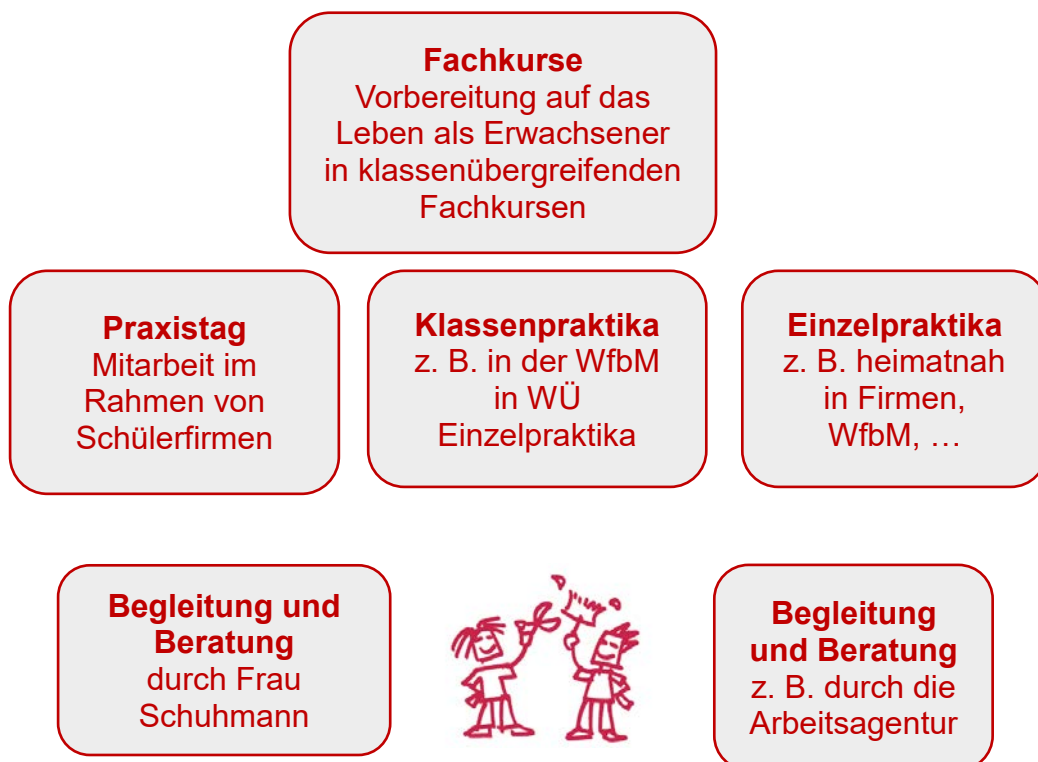 Fachkurse
Vorbereitung auf das
Leben als Erwachsener
in klassenübergreifenden
Fachkursen
Praxistag
Mitarbeit im
Rahmen von
Schülerfirmen
Klassenpraktika
z. B. in der WfbM
in WÜ
Einzelpraktika
Einzelpraktika
z. B. heimatnah
in Firmen,
WfbM, …
Begleitung und
Beratung
durch Frau
Schuhmann
Begleitung
und Beratung
z. B. durch die
Arbeitsagentur